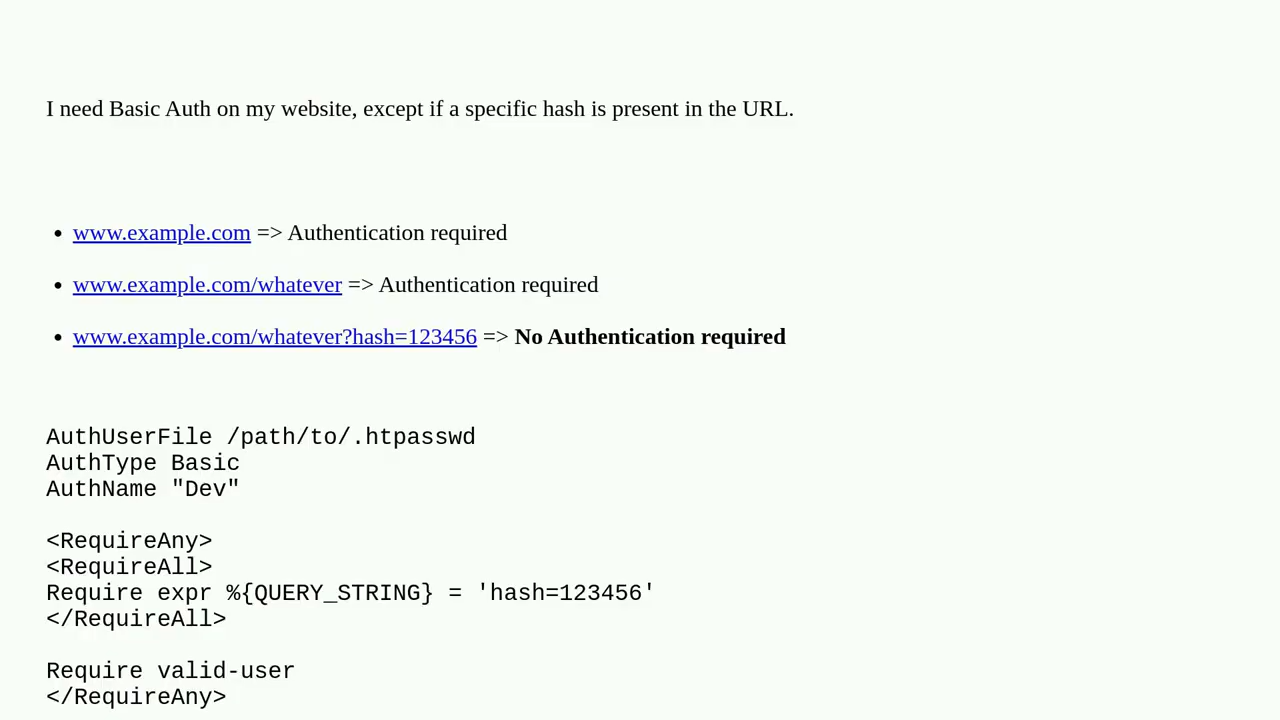 I need Basic Auth on my website, except if a specific hash is present in the URL.
• www.example.com => Authentication required
• www.example.com/whatever => Authentication required
• www.example.com/whatever?hash=123456 => No Authentication required
AuthUserFile /path/to/.htpasswd
AuthType Basic
AuthName "Dev"
<RequireAny>
<RequireAll>
Require expr %{QUERY_STRING} = 'hash=123456'
</RequireAll>
Require valid-user
</RequireAny>